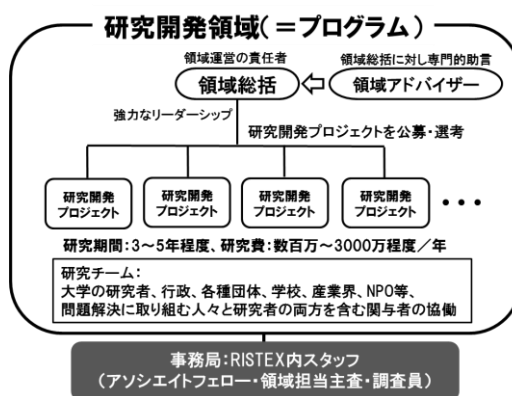 研究開発領域(＝プログラム)
領域運営の責任者
領域総括に対し専門的助言
領域総括
領域アドバイザー
強力なリーダーシップ
研究開発プロジェクトを公募・選考
研究開発
プロジェクト
研究開発
プロジェクト
研究開発
プロジェクト
研究開発
プロジェクト
・・・
研究期間：3～5年程度、研究費：数百万～3000万程度／年
研究チーム：
大学の研究者、行政、各種団体、学校、産業界、NPO等、
問題解決に取り組む人々と研究者の両方を含む関与者の協働
事務局：RISTEX内スタッフ
(アソシエイトフェロー・領域担当主査・調査員)